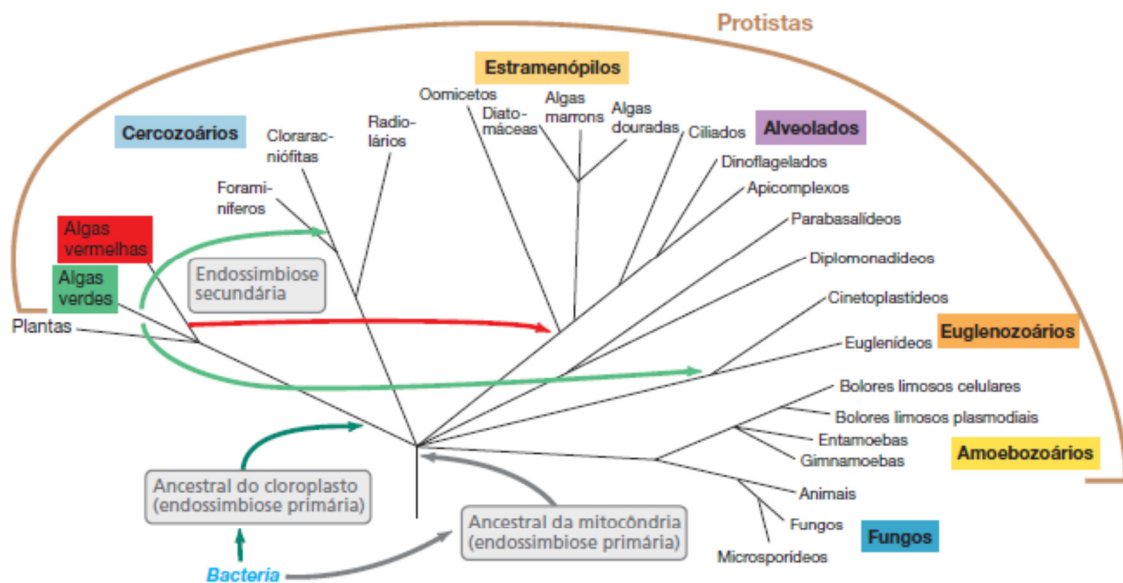 Protistas
Estramenópilos
Oomicetos
Diato-
máceas
Algas
marrons
Algas
douradas
Ciliados
Alveolados
Cercozoários
Clorarac-
niófitas
Radio-
lários
Dinoflagelados
Apicomplexos
Forami-
níferos
Parabasalídeos
Algas
vermelhas
Diplomonadídeos
Endossimbiose
secundária
Algas
verdes
Cinetoplastídeos
Plantas
Euglenozoários
Euglenídeos
Bolores limosos celulares
Bolores limosos plasmodiais
Entamoebas
Gimnamoebas
Amoebozoários
Ancestral do cloroplasto
(endossimbiose primária)
Animais
Ancestral da mitocôndria
(endossimbiose primária)
Fungos
Fungos
Microsporídeos
Bacteria